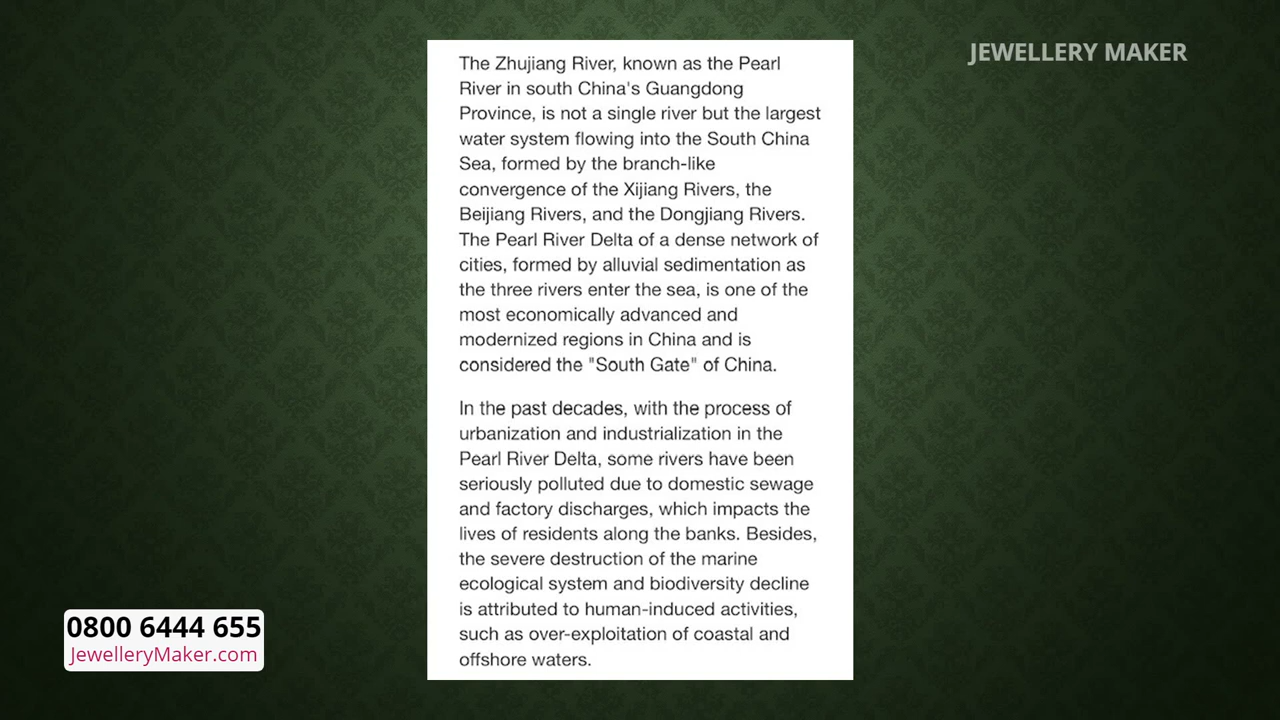 JEWELLERY MAKER
The Zhujiang River, known as the Pearl
River in south China's Guangdong
Province, is not a single river but the largest
water system flowing into the South China
Sea, formed by the branch-like
convergence of the Xijiang Rivers, the
Beijiang Rivers, and the Dongjiang Rivers.
The Pearl River Delta of a dense network of
cities, formed by alluvial sedimentation as
the three rivers enter the sea, is one of the
most economically advanced and
modernized regions in China and is
considered the "South Gate" of China.
In the past decades, with the process of
urbanization and industrialization in the
Pearl River Delta, some rivers have been
seriously polluted due to domestic sewage
and factory discharges, which impacts the
lives of residents along the banks. Besides,
the severe destruction of the marine
ecological system and biodiversity decline
is attributed to human-induced activities,
such as over-exploitation of coastal and
offshore waters.
0800 6444 655
JewelleryMaker.com